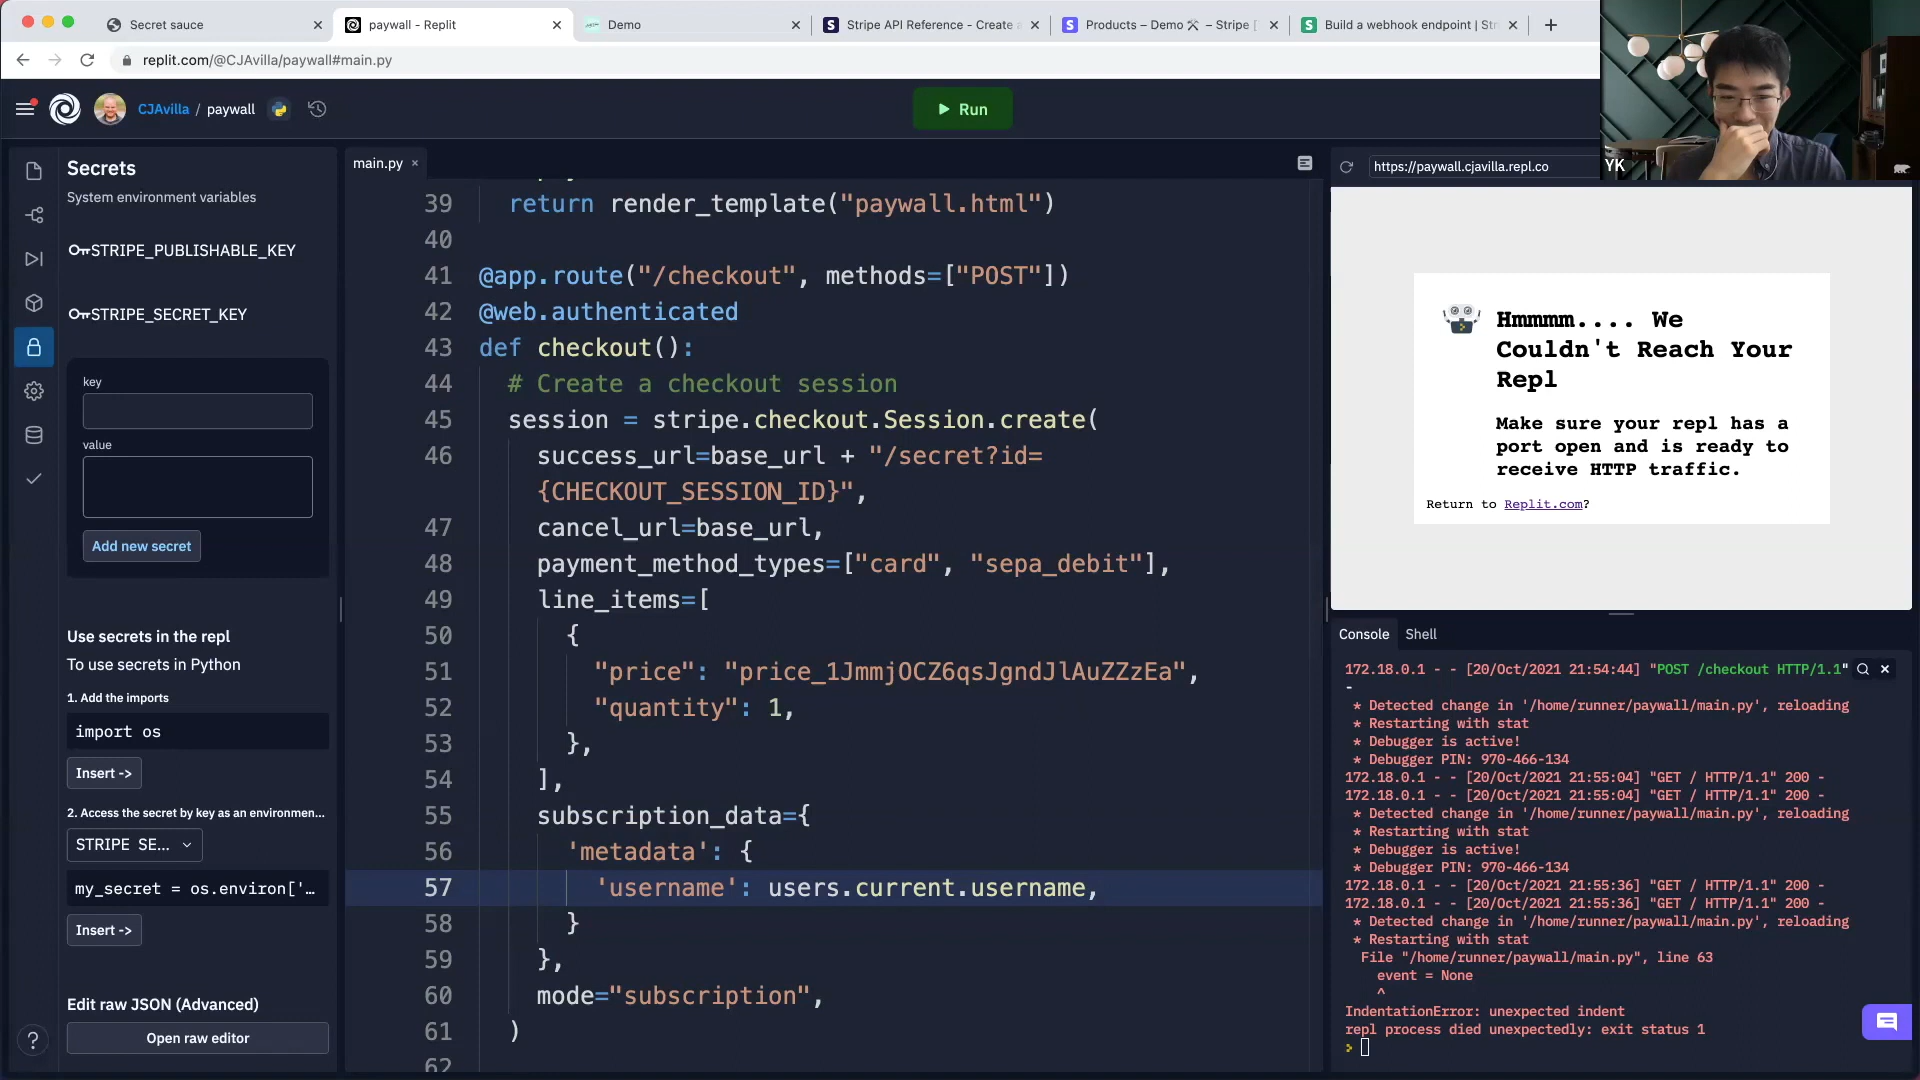 Secret sauce
paywall - Replit
Demo
Stripe API Reference - Create a
Products – Demo 🛠 – Stripe [
Build a webhook endpoint | Str
replit.com/@CJAvilla/paywall#main.py
CJAvilla / paywall
Run
YK
Secrets
System environment variables
STRIPE_PUBLISHABLE_KEY
STRIPE_SECRET_KEY
key
value
Add new secret
Use secrets in the repl
To use secrets in Python
1. Add the imports
import os
Insert ->
2. Access the secret by key as an environmen...
STRIPE SE...
my_secret = os.environ['…
Insert ->
Edit raw JSON (Advanced)
Open raw editor
?
main.py
39 return render_template("paywall.html")
40
41 @app.route("/checkout", methods=["POST"])
42 @web.authenticated
43 def checkout():
44 # Create a checkout session
45 session = stripe.checkout.Session.create(
46 success_url=base_url + "/secret?id=
{CHECKOUT_SESSION_ID}",
47 cancel_url=base_url,
48 payment_method_types=["card", "sepa_debit"],
49 line_items=[
50 {
51 "price": "price_1JmmjOCZ6qsJgndJlAuZZzEa",
52 "quantity": 1,
53 },
54 ],
55 subscription_data={
56 'metadata': {
57 'username': users.current.username,
58 }
59 },
60 mode="subscription",
61 )
62
https://paywall.cjavilla.repl.co
Hmmmm.... We
Couldn't Reach Your
Repl
Make sure your repl has a
port open and is ready to
receive HTTP traffic.
Return to Replit.com?
Console Shell
172.18.0.1 - - [20/Oct/2021 21:54:44] "POST /checkout HTTP/1.1"
-
* Detected change in '/home/runner/paywall/main.py', reloading
* Restarting with stat
* Debugger is active!
* Debugger PIN: 970-466-134
172.18.0.1 - - [20/Oct/2021 21:55:04] "GET / HTTP/1.1" 200 -
172.18.0.1 - - [20/Oct/2021 21:55:04] "GET / HTTP/1.1" 200 -
* Detected change in '/home/runner/paywall/main.py', reloading
* Restarting with stat
* Debugger is active!
* Debugger PIN: 970-466-134
172.18.0.1 - - [20/Oct/2021 21:55:36] "GET / HTTP/1.1" 200 -
172.18.0.1 - - [20/Oct/2021 21:55:36] "GET / HTTP/1.1" 200 -
* Detected change in '/home/runner/paywall/main.py', reloading
* Restarting with stat
File "/home/runner/paywall/main.py", line 63
event = None
^
IndentationError: unexpected indent
repl process died unexpectedly: exit status 1